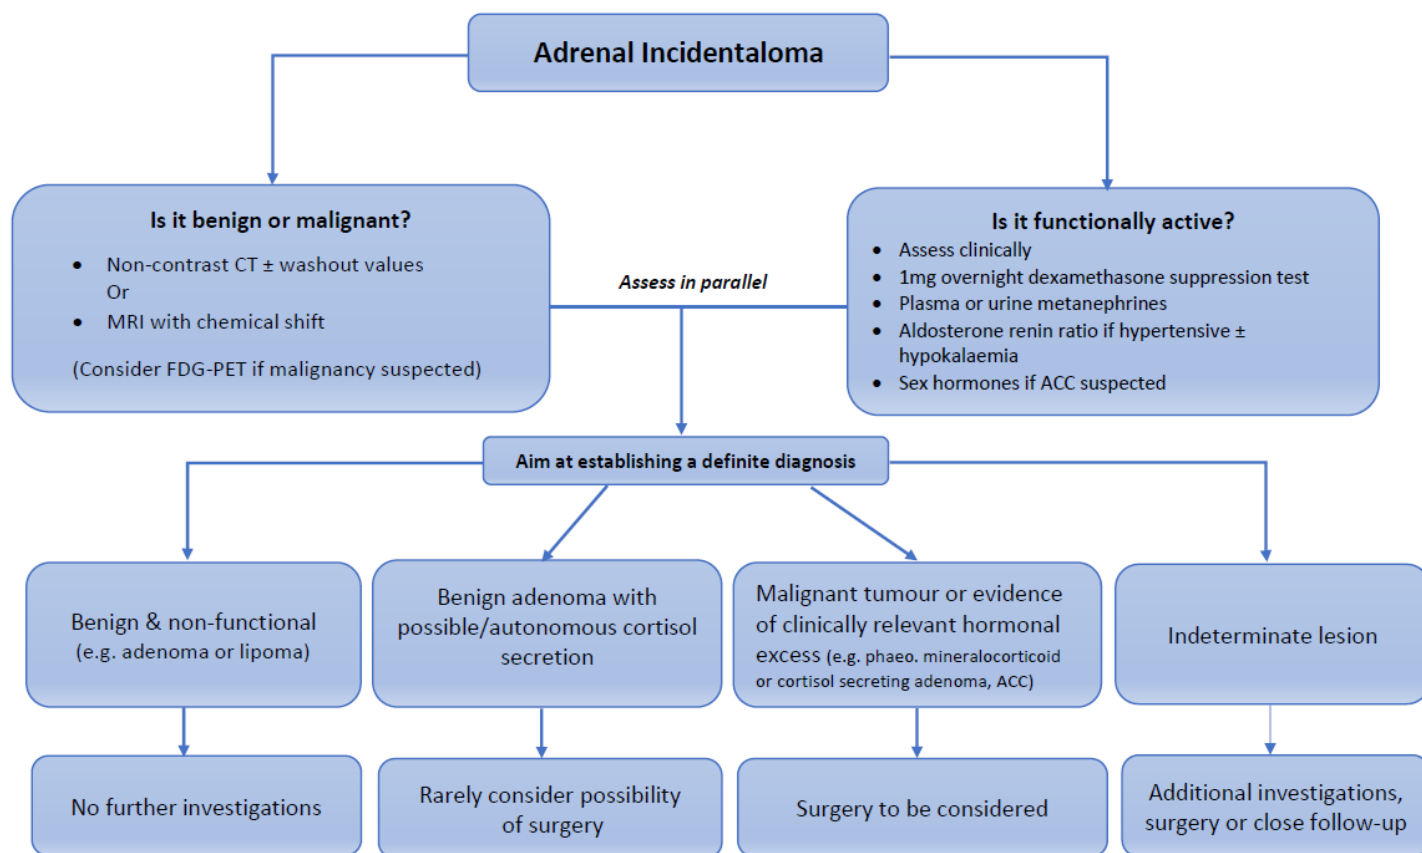 Adrenal Incidentaloma
Is it benign or malignant?
• Non-contrast CT ± washout values
Or
• MRI with chemical shift
(Consider FDG-PET if malignancy suspected)
Assess in parallel
Is it functionally active?
• Assess clinically
• 1mg overnight dexamethasone suppression test
• Plasma or urine metanephrines
• Aldosterone renin ratio if hypertensive ±
hypokalaemia
• Sex hormones if ACC suspected
Aim at establishing a definite diagnosis
Benign & non-functional
(e.g. adenoma or lipoma)
Benign adenoma with
possible/autonomous cortisol
secretion
Malignant tumour or evidence
of clinically relevant hormonal
excess (e.g. phaeo. mineralocorticoid
or cortisol secreting adenoma, ACC)
Indeterminate lesion
No further investigations
Rarely consider possibility
of surgery
Surgery to be considered
Additional investigations,
surgery or close follow-up